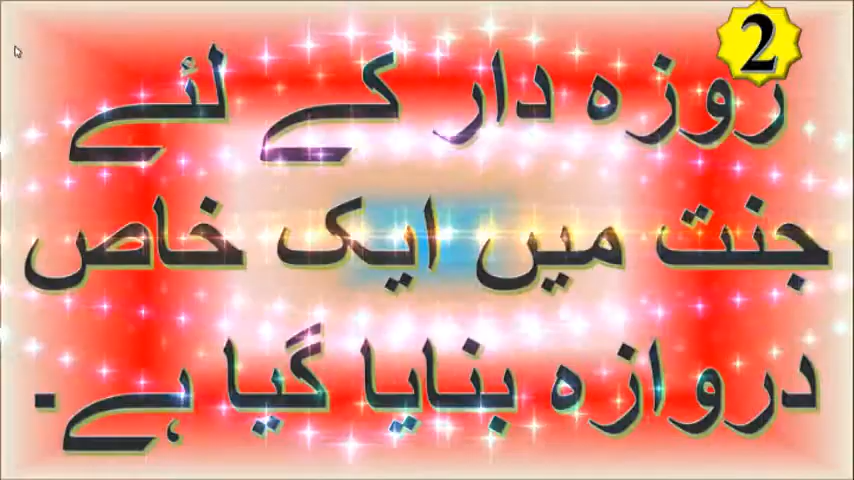 2
روزہ دار کے لئے
جنت میں ایک خاص
دروازہ بنایا گیا ہے.